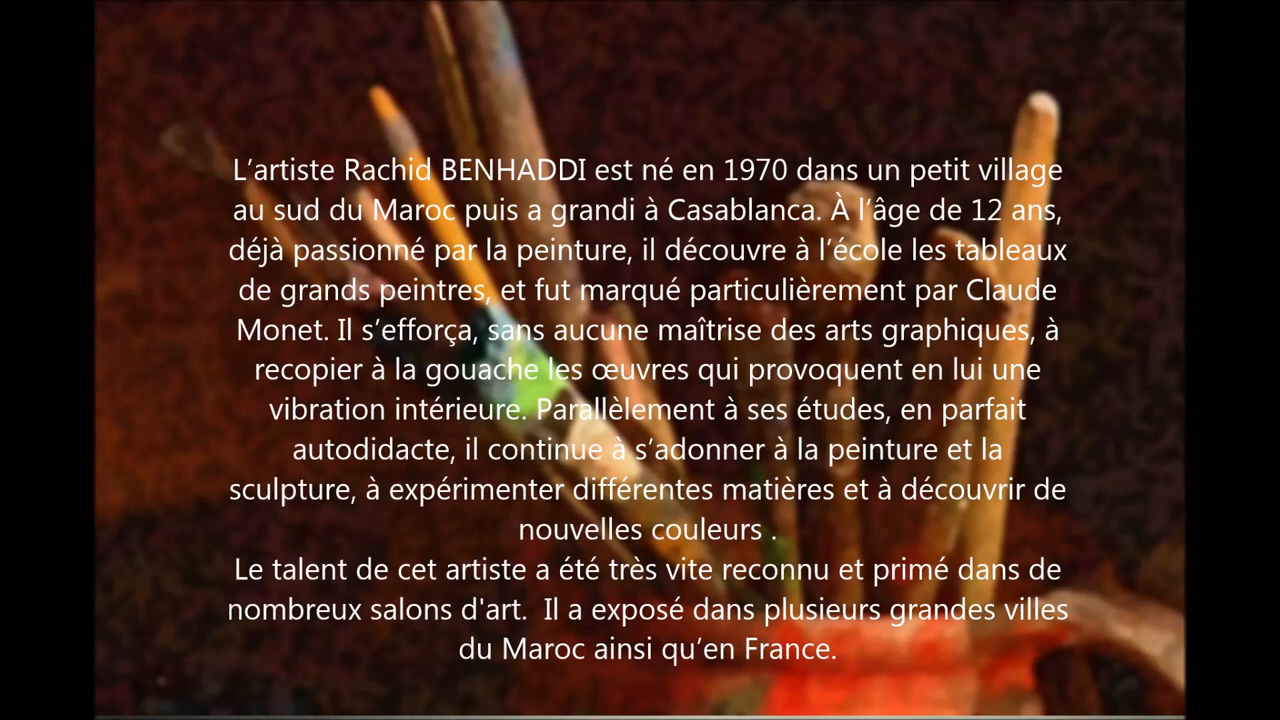 L’artiste Rachid BENHADDI est né en 1970 dans un petit village
au sud du Maroc puis a grandi à Casablanca. À l’âge de 12 ans,
déjà passionné par la peinture, il découvre à l’école les tableaux
de grands peintres, et fut marqué particulièrement par Claude
Monet. Il s’efforça, sans aucune maîtrise des arts graphiques, à
recopier à la gouache les œuvres qui provoquent en lui une
vibration intérieure. Parallèlement à ses études, en parfait
autodidacte, il continue à s’adonner à la peinture et la
sculpture, à expérimenter différentes matières et à découvrir de
nouvelles couleurs .
Le talent de cet artiste a été très vite reconnu et primé dans de
nombreux salons d'art.  Il a exposé dans plusieurs grandes villes
du Maroc ainsi qu’en France.